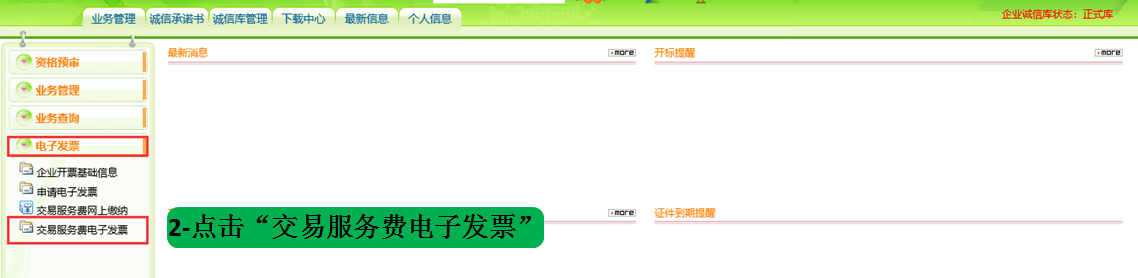 业务管理 诚信承诺书 诚信库管理 下载中心 最新信息 个人信息 企业诚信库状态：正式库
资格预审
业务管理
业务查询
电子发票
企业开票基础信息
申请电子发票
交易服务费网上缴纳
交易服务费电子发票
最新消息 more 开标提醒 more
2-点击“交易服务费电子发票”
more 证件到期提醒